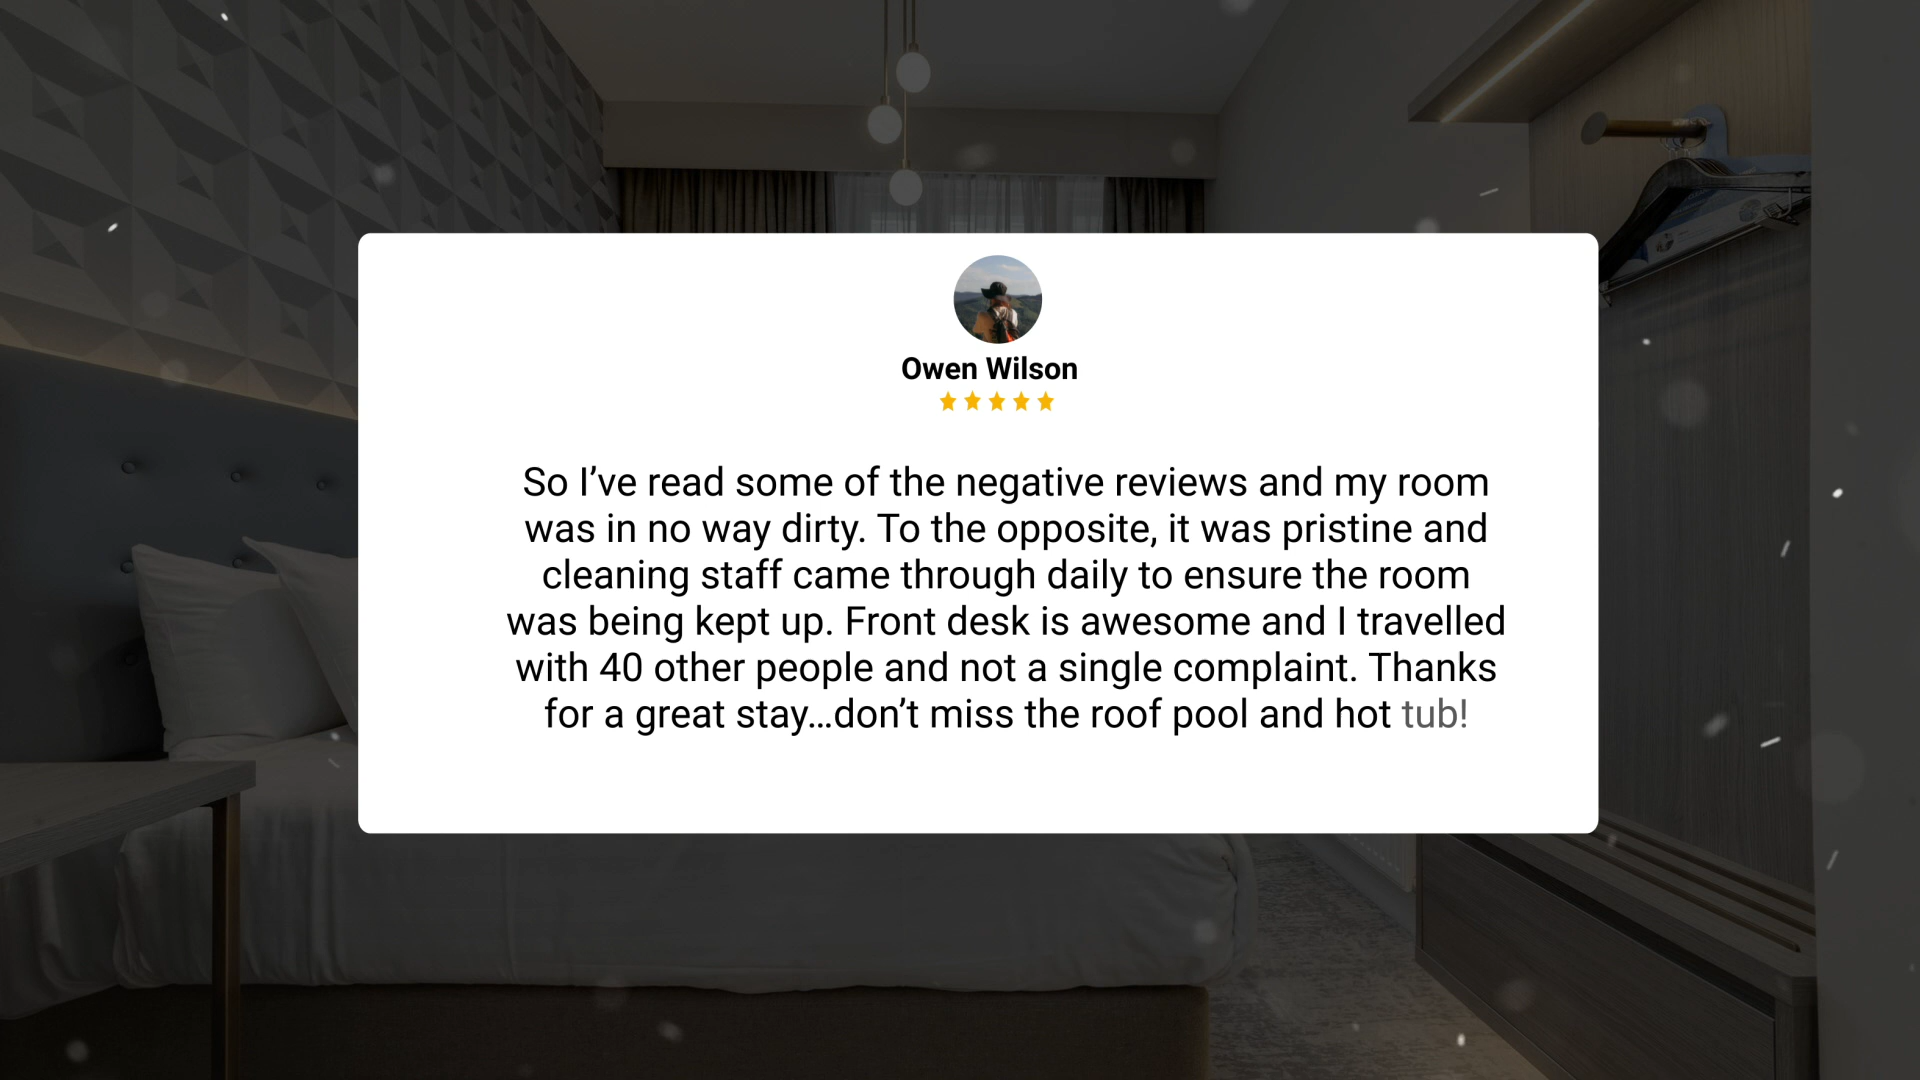 Owen Wilson
So I’ve read some of the negative reviews and my room
was in no way dirty. To the opposite, it was pristine and
cleaning staff came through daily to ensure the room
was being kept up. Front desk is awesome and I travelled
with 40 other people and not a single complaint. Thanks
for a great stay…don’t miss the roof pool and hot tub!